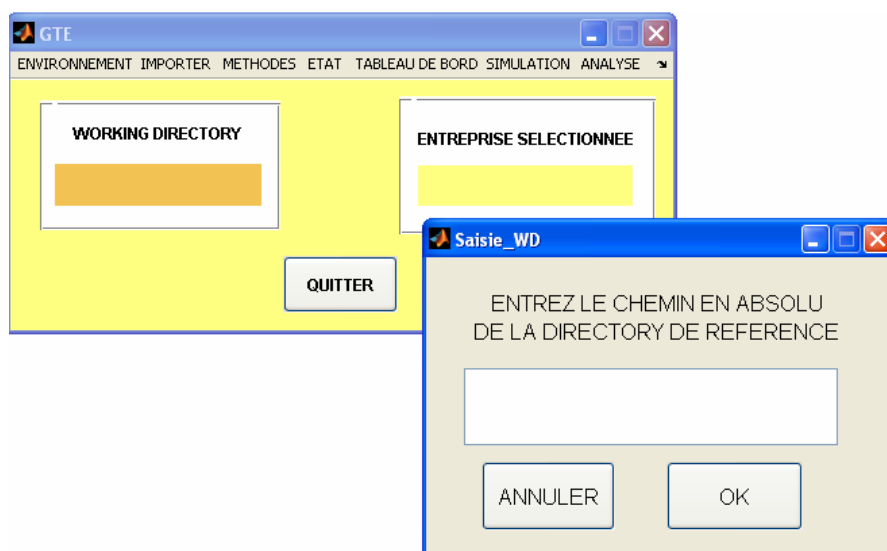 GTE
ENVIRONNEMENT IMPORTER METHODES ETAT TABLEAU DE BORD SIMULATION ANALYSE
WORKING DIRECTORY
ENTREPRISE SELECTIONNEE
QUITTER
Saisie_WD
ENTREZ LE CHEMIN EN ABSOLU
DE LA DIRECTORY DE REFERENCE
ANNULER
OK